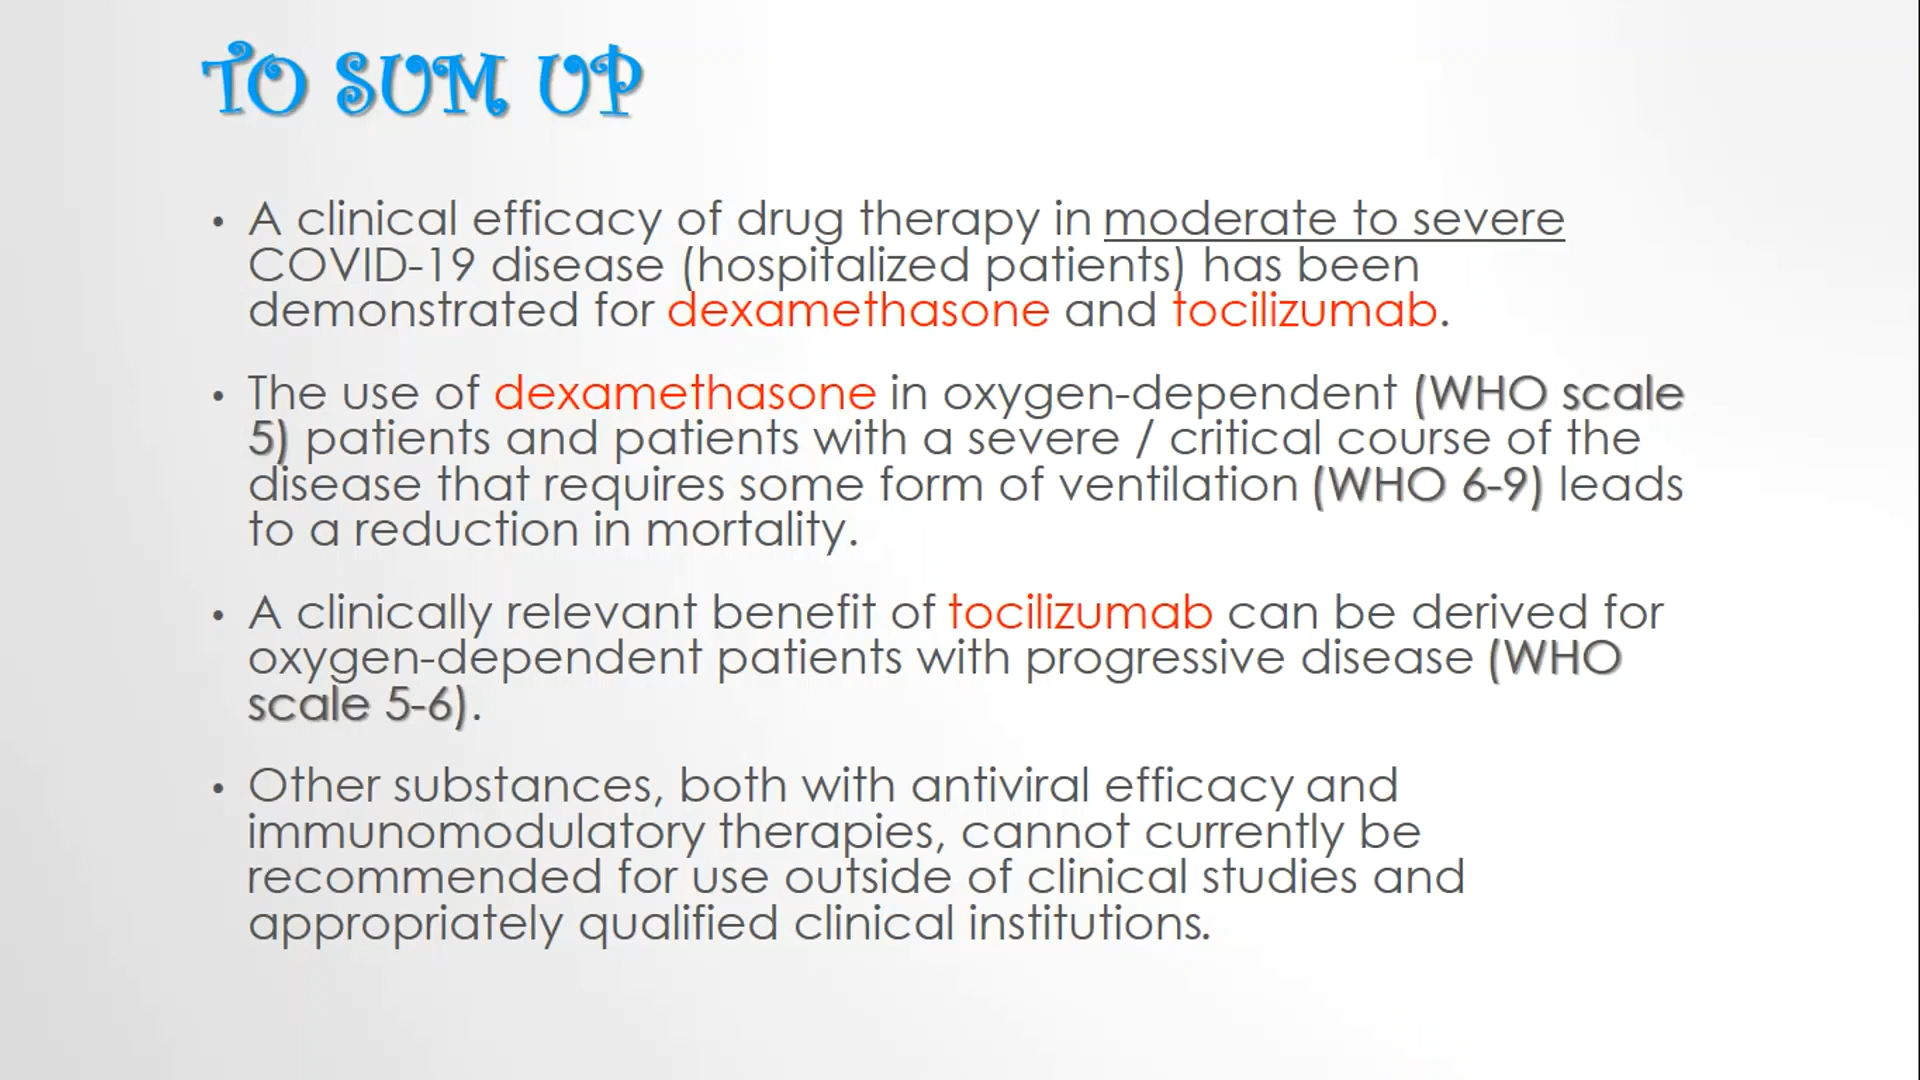 TO SUM UP
• A clinical efficacy of drug therapy in moderate to severe
COVID-19 disease (hospitalized patients) has been
demonstrated for dexamethasone and tocilizumab.
• The use of dexamethasone in oxygen-dependent (WHO scale
5) patients and patients with a severe / critical course of the
disease that requires some form of ventilation (WHO 6-9) leads
to a reduction in mortality.
• A clinically relevant benefit of tocilizumab can be derived for
oxygen-dependent patients with progressive disease (WHO
scale 5-6).
• Other substances, both with antiviral efficacy and
immunomodulatory therapies, cannot currently be
recommended for use outside of clinical studies and
appropriately qualified clinical institutions.